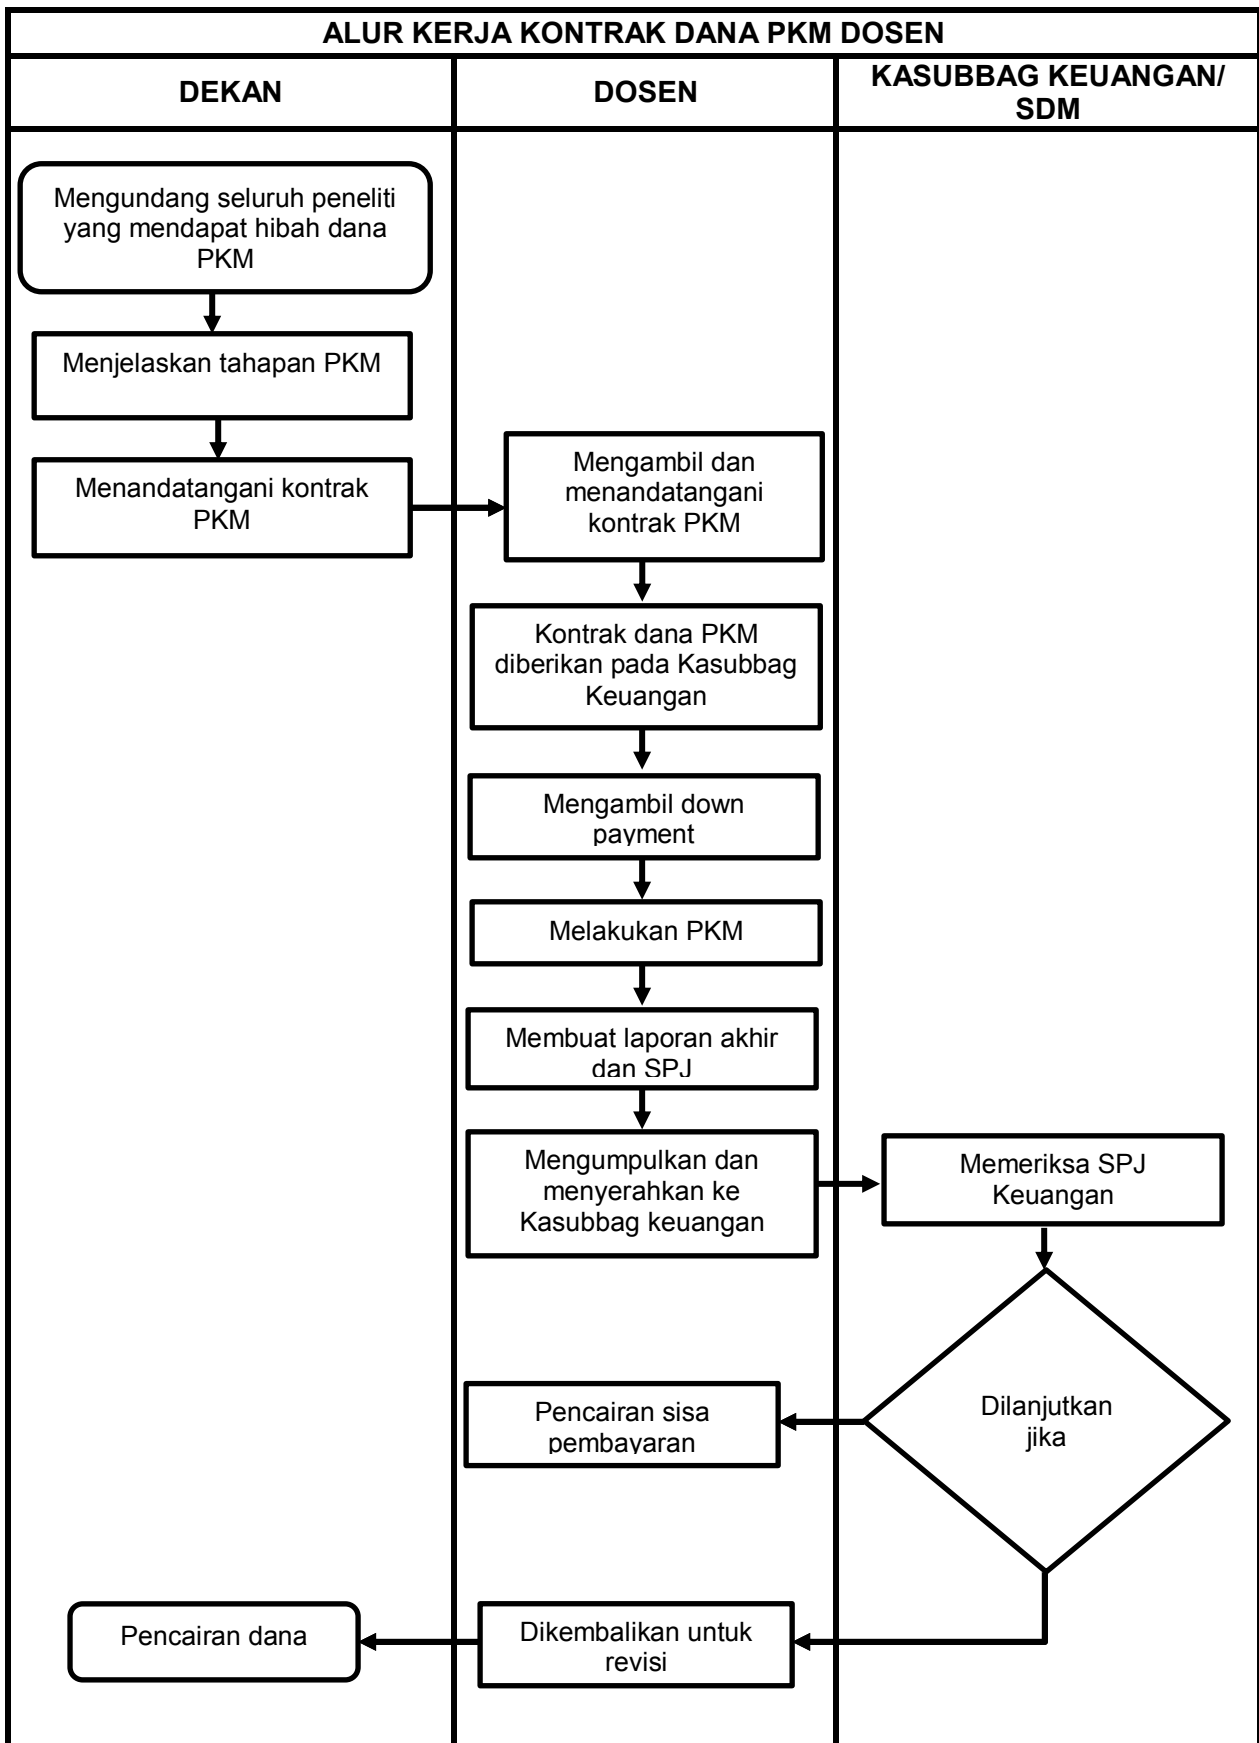 ALUR KERJA KONTRAK DANA PKM DOSEN
DEKAN
DOSEN
KASUBBAG KEUANGAN/
SDM
Mengundang seluruh peneliti
yang mendapat hibah dana
PKM
Menjelaskan tahapan PKM
Menandatangani kontrak
PKM
Mengambil dan
menandatangani
kontrak PKM
Kontrak dana PKM
diberikan pada Kasubbag
Keuangan
Mengambil down
payment
Melakukan PKM
Membuat laporan akhir
dan SPJ
Mengumpulkan dan
menyerahkan ke
Kasubbag keuangan
Memeriksa SPJ
Keuangan
Dilanjutkan
jika
Pencairan sisa
pembayaran
Dikembalikan untuk
revisi
Pencairan dana